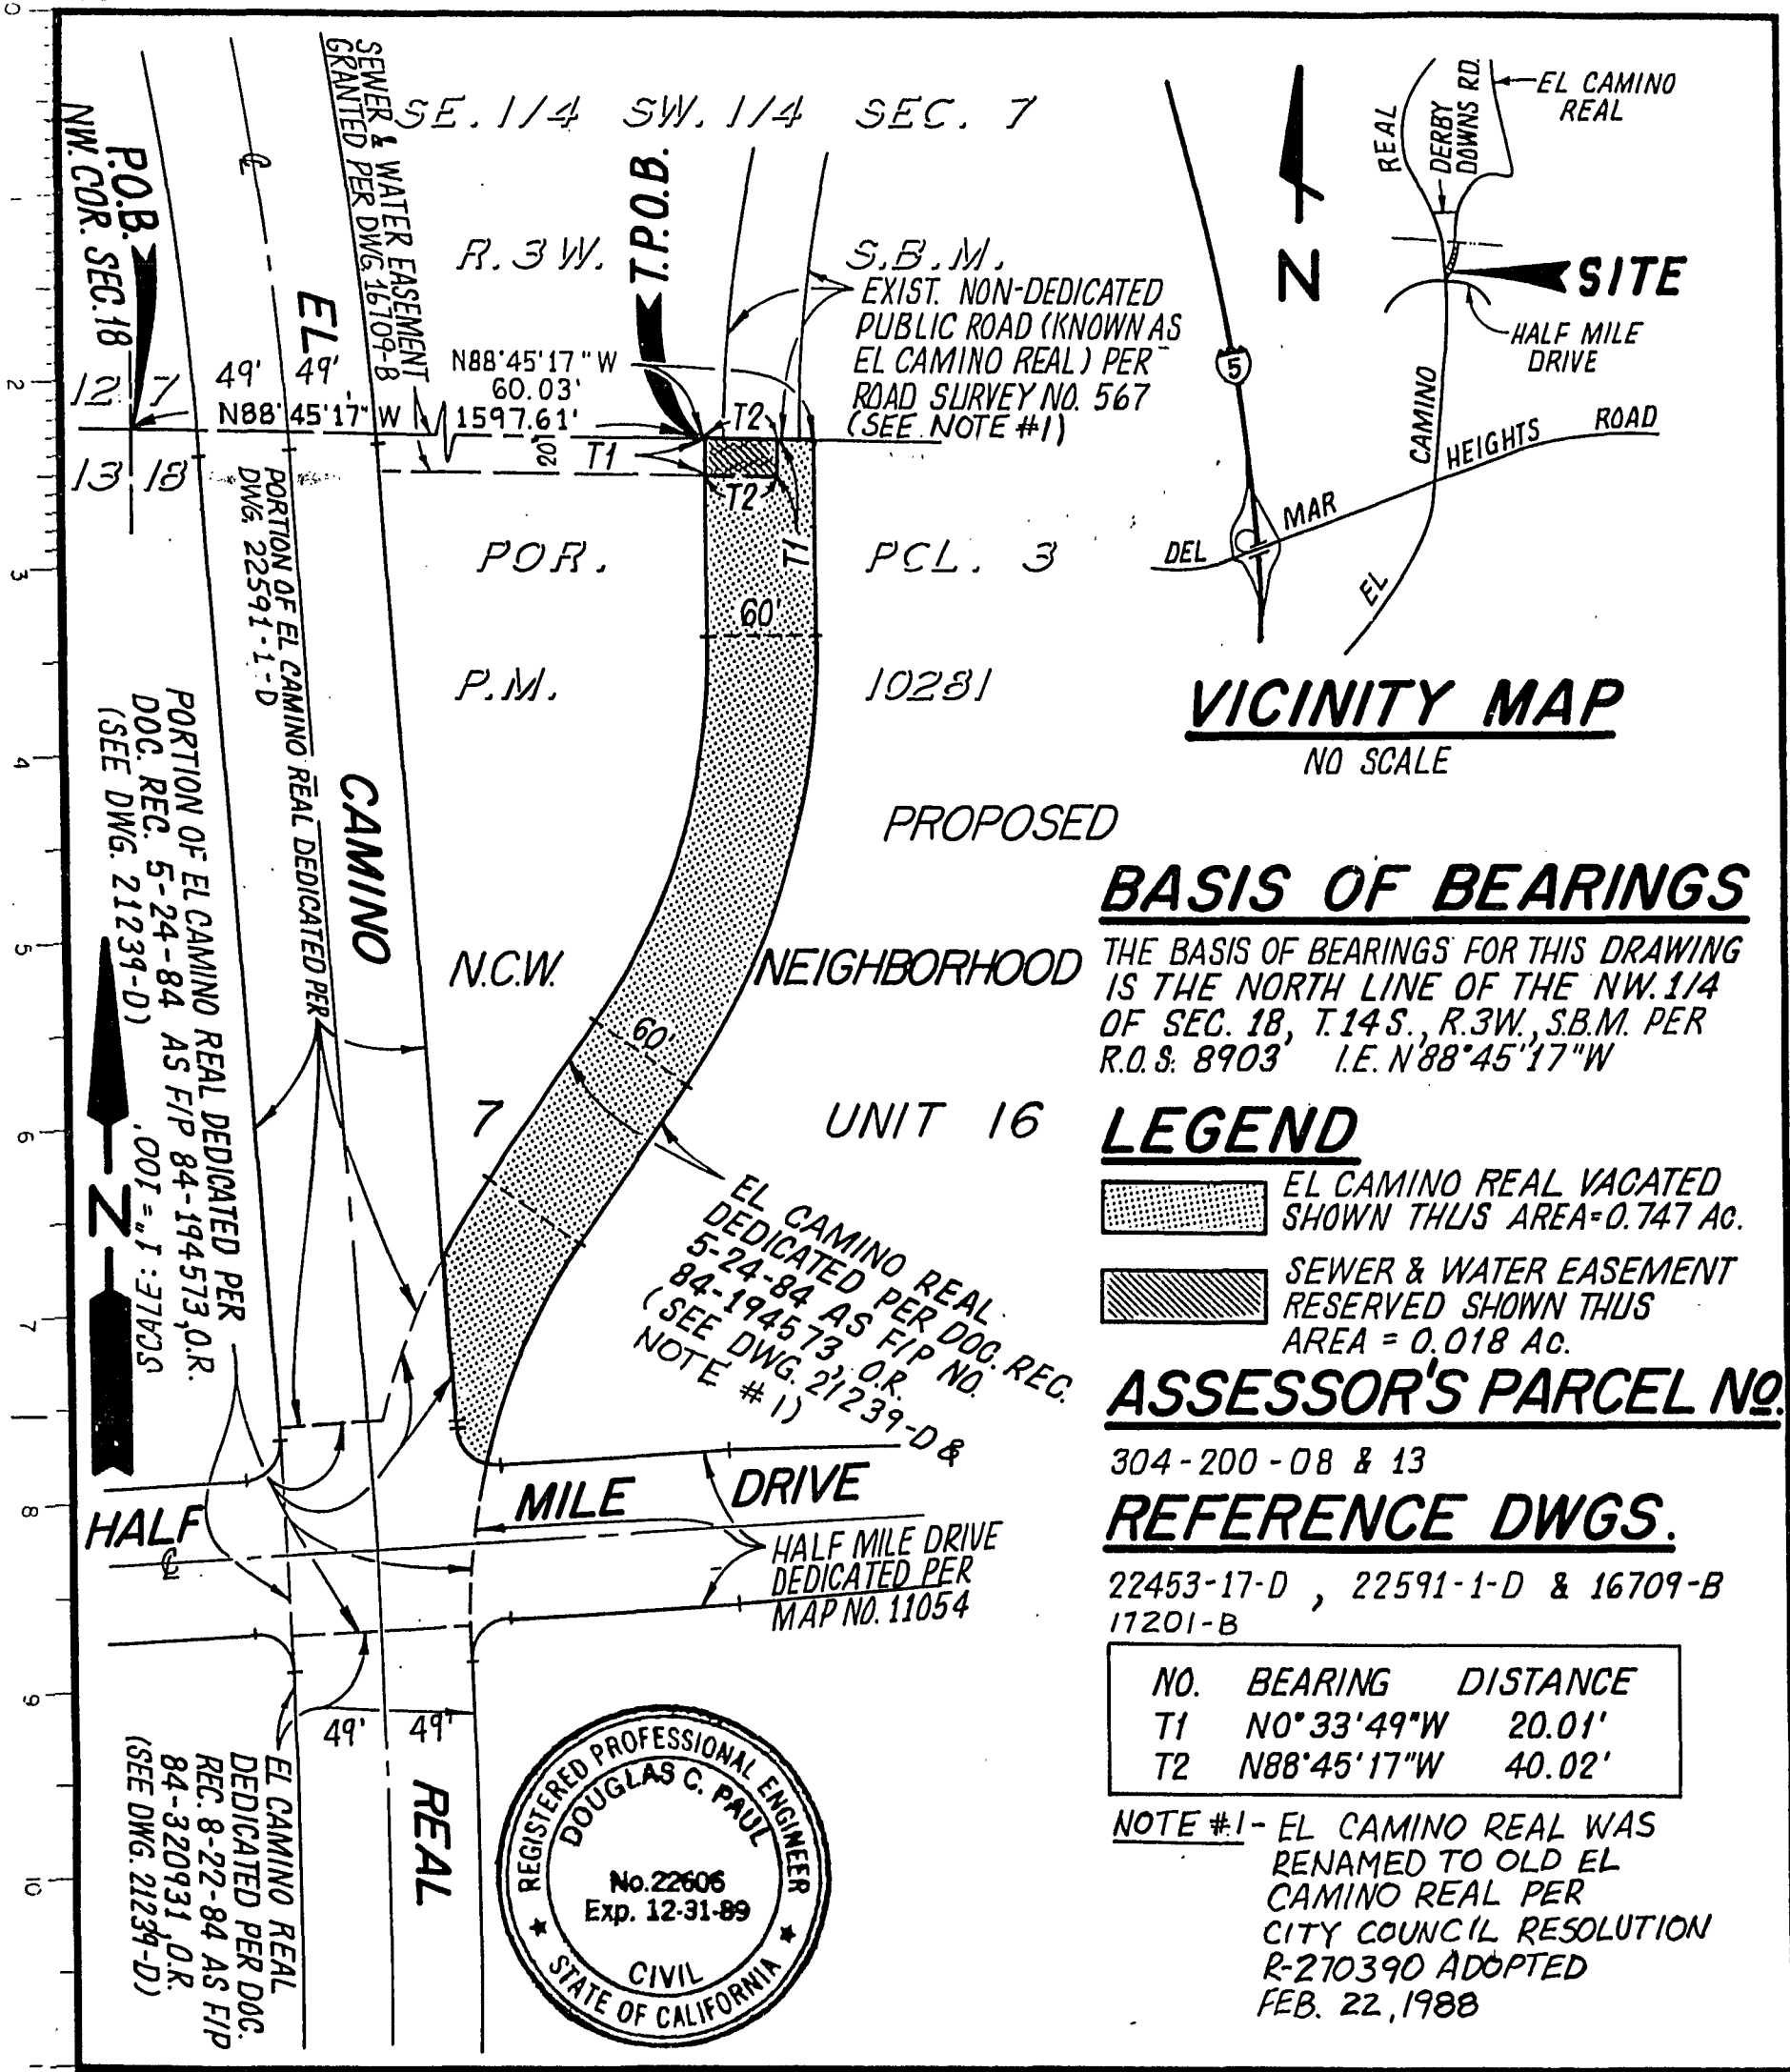 SE. 1/4 SW. 1/4 SEC. 7
R. 3 W. S.B.M.
SEWER & WATER EASEMENT
GRANTED PER DWG. 16709-B
P.O.B.
NW. COR. SEC. 18
T.P.O.B.
EXIST. NON-DEDICATED
PUBLIC ROAD (KNOWN AS
EL CAMINO REAL) PER
ROAD SURVEY NO. 567
(SEE NOTE #1)
N88°45'17"W
60.03'
12 7
49' 49'
N88°45'17"W 1597.61'
20'
T1
T2
T2
T1
13 18
EL
CAMINO
PORTION OF EL CAMINO REAL DEDICATED PER
DWG. 22591-1-D
PORTION OF EL CAMINO REAL DEDICATED PER
DOC. REC. 5-24-84 AS F/P 84-194573, O.R.
(SEE DWG. 21239-D)
POR. PCL. 3
60'
P.M. 10281
PROPOSED
N.C.W. NEIGHBORHOOD
60'
7 UNIT 16
N
SCALE: 1" = 100'
EL CAMINO REAL
DEDICATED PER DOC. REC.
5-24-84 AS F/P NO.
84-194573, O.R.
(SEE DWG. 21239-D &
NOTE #1)
HALF MILE DRIVE
HALF MILE DRIVE
DEDICATED PER
MAP NO. 11054
49' 49'
REAL
EL CAMINO REAL
DEDICATED PER DOC.
REC. 8-22-84 AS F/P
84-320931, O.R.
(SEE DWG. 21239-D)
REGISTERED PROFESSIONAL ENGINEER
DOUGLAS C. PAUL
No. 22606
Exp. 12-31-89
CIVIL
STATE OF CALIFORNIA
N
REAL
DERBY
DOWNS RD.
EL CAMINO
REAL
SITE
HALF MILE
DRIVE
5
CAMINO
DEL MAR HEIGHTS ROAD
EL
VICINITY MAP
NO SCALE
BASIS OF BEARINGS
THE BASIS OF BEARINGS FOR THIS DRAWING
IS THE NORTH LINE OF THE NW. 1/4
OF SEC. 18, T. 14 S., R. 3W., S.B.M. PER
R.O.S. 8903 I.E. N 88°45'17"W
LEGEND
EL CAMINO REAL VACATED
SHOWN THUS AREA=0.747 AC.
SEWER & WATER EASEMENT
RESERVED SHOWN THUS
AREA = 0.018 AC.
ASSESSOR'S PARCEL NO.
304-200-08 & 13
REFERENCE DWGS.
22453-17-D, 22591-1-D & 16709-B
17201-B
NO. BEARING DISTANCE
T1 N0°33'49"W 20.01'
T2 N88°45'17"W 40.02'
NOTE #1- EL CAMINO REAL WAS
RENAMED TO OLD EL
CAMINO REAL PER
CITY COUNCIL RESOLUTION
R-270390 ADOPTED
FEB. 22, 1988
0
1
2
3
4
5
6
7
8
9
10